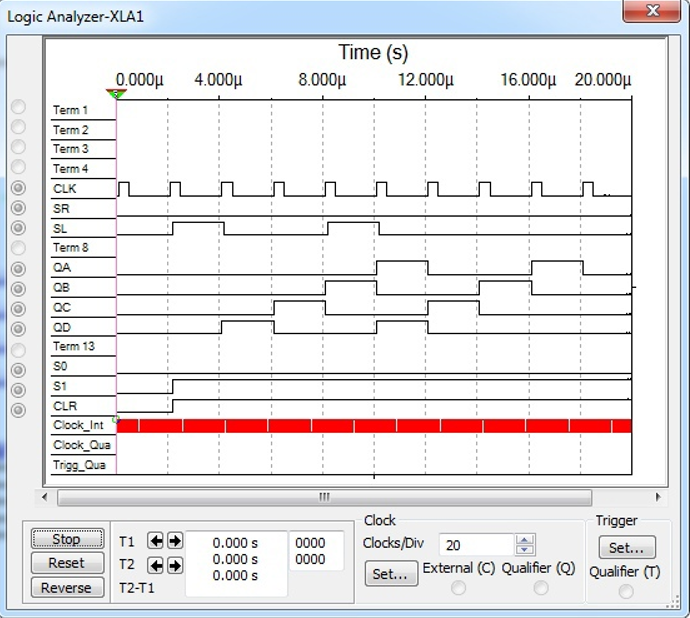 Logic Analyzer-XLA1
Time (s)
0.000µ 4.000µ 8.000µ 12.000µ 16.000µ 20.000µ
Term 1
Term 2
Term 3
Term 4
CLK
SR
SL
Term 8
QA
QB
QC
QD
Term 13
S0
S1
CLR
Clock_Int
Clock_Qua
Trigg_Qua
Stop
Reset
Reverse
T1
T2
T2-T1
0.000 s 0000
0.000 s 0000
0.000 s
Clock
Clocks/Div 20
Set... External (C) Qualifier (Q)
Trigger
Set...
Qualifier (T)